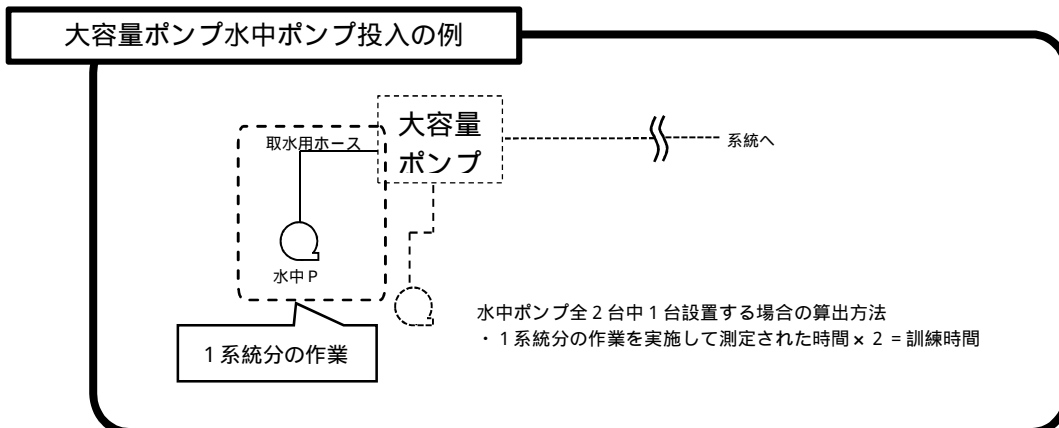 大容量ポンプ水中ポンプ投入の例
大容量
ポンプ
取水用ホース
系統へ
水中Ｐ
１系統分の作業
水中ポンプ全２台中１台設置する場合の算出方法
・１系統分の作業を実施して測定された時間×２＝訓練時間